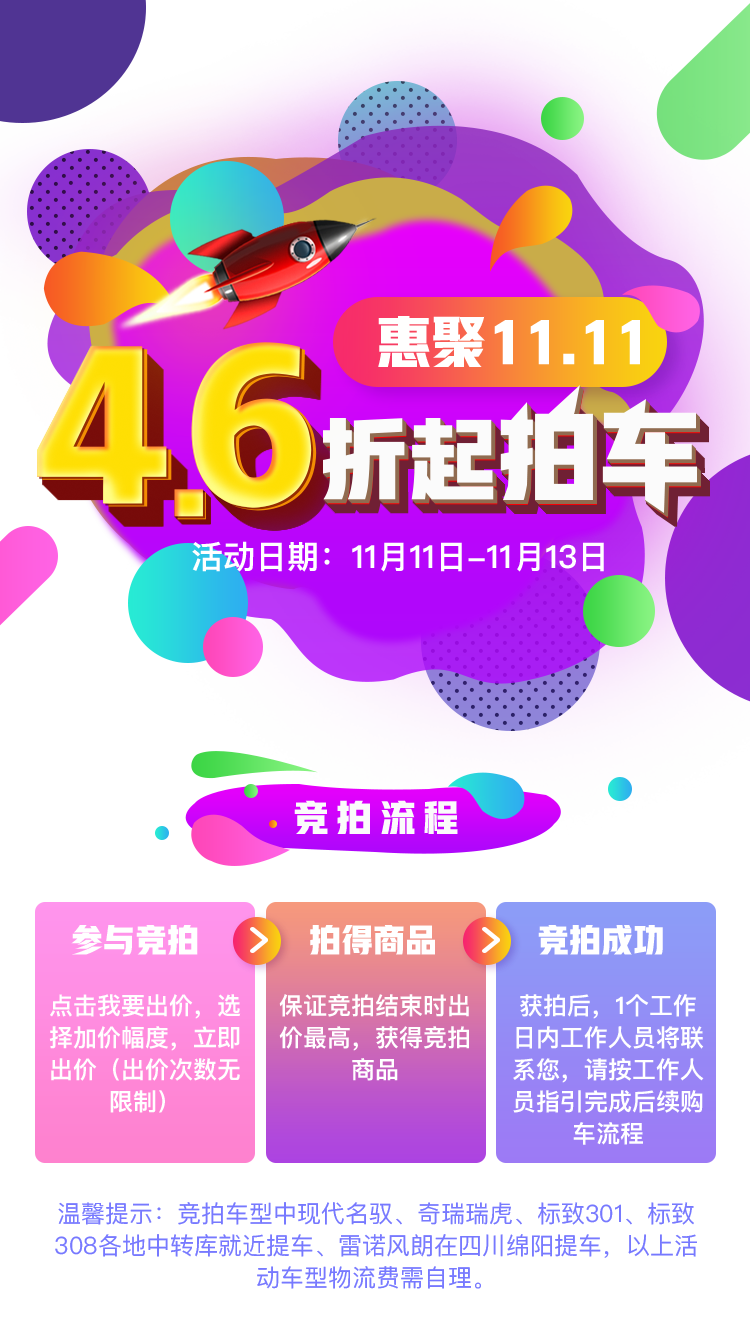 惠聚11.11
4.6折起拍车
活动日期：11月11日-11月13日
竞拍流程
参与竞拍
点击我要出价，选
择加价幅度，立即
出价（出价次数无
限制）
拍得商品
保证竞拍结束时出
价最高，获得竞拍
商品
竞拍成功
获拍后，1个工作
日内工作人员将联
系您，请按工作人
员指引完成后续购
车流程
温馨提示：竞拍车型中现代名驭、奇瑞瑞虎、标致301、标致
308各地中转库就近提车、雷诺风朗在四川绵阳提车，以上活
动车型物流费需自理。